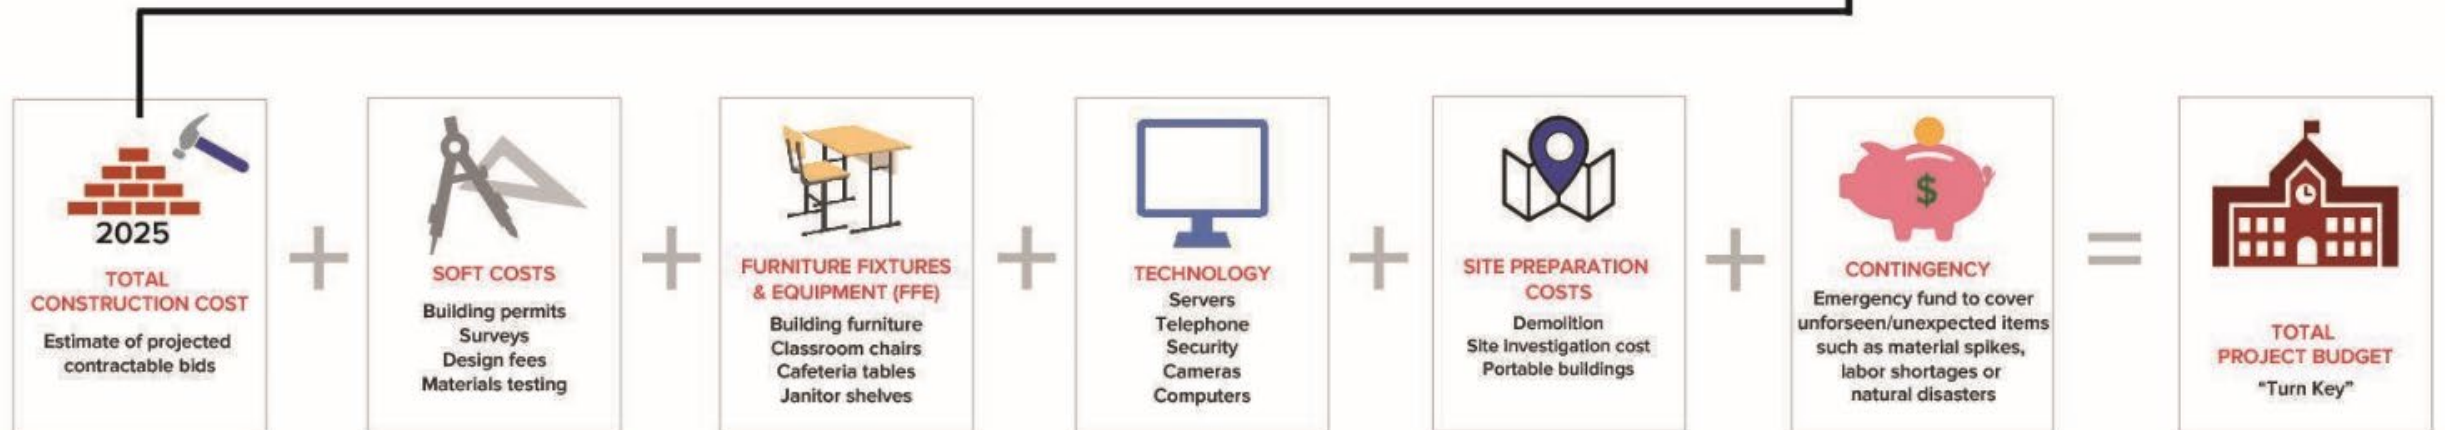 2025
TOTAL
CONSTRUCTION COST
Estimate of projected
contractable bids
+
SOFT COSTS
Building permits
Surveys
Design fees
Materials testing
+
FURNITURE FIXTURES
& EQUIPMENT (FFE)
Building furniture
Classroom chairs
Cafeteria tables
Janitor shelves
+
TECHNOLOGY
Servers
Telephone
Security
Cameras
Computers
+
SITE PREPARATION
COSTS
Demolition
Site investigation cost
Portable buildings
+
$
CONTINGENCY
Emergency fund to cover
unforseen/unexpected items
such as material spikes,
labor shortages or
natural disasters
=
TOTAL
PROJECT BUDGET
"Turn Key"